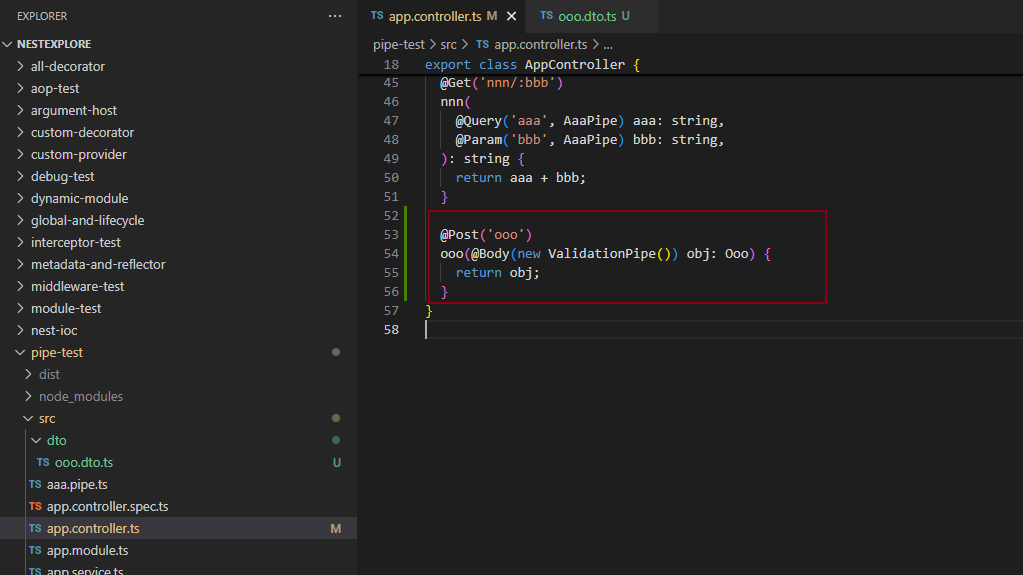 EXPLORER
NESTEXPLORE
all-decorator
aop-test
argument-host
custom-decorator
custom-provider
debug-test
dynamic-module
global-and-lifecycle
interceptor-test
metadata-and-reflector
middleware-test
module-test
nest-ioc
pipe-test
dist
node_modules
src
dto
TS ooo.dto.ts U
TS aaa.pipe.ts
TS app.controller.spec.ts
TS app.controller.ts M
TS app.module.ts
TS app.service.ts
TS app.controller.ts M TS ooo.dto.ts U
pipe-test > src > TS app.controller.ts > ...
18 export class AppController {
45 @Get('nnn/:bbb')
46 nnn(
47 @Query('aaa', AaaPipe) aaa: string,
48 @Param('bbb', AaaPipe) bbb: string,
49 ): string {
50 return aaa + bbb;
51 }
52
53 @Post('ooo')
54 ooo(@Body(new ValidationPipe()) obj: Ooo) {
55 return obj;
56 }
57 }
58